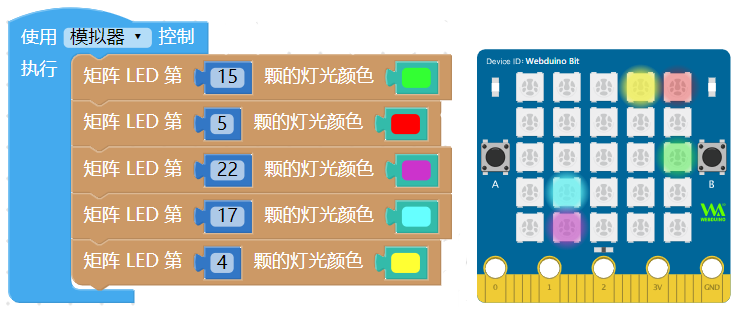 使用 模拟器 控制
执行
矩阵 LED 第 15 颗的灯光颜色
矩阵 LED 第 5 颗的灯光颜色
矩阵 LED 第 22 颗的灯光颜色
矩阵 LED 第 17 颗的灯光颜色
矩阵 LED 第 4 颗的灯光颜色
Device ID: Webduino Bit
A
B
WEBDUINO
0 1 2 3V GND